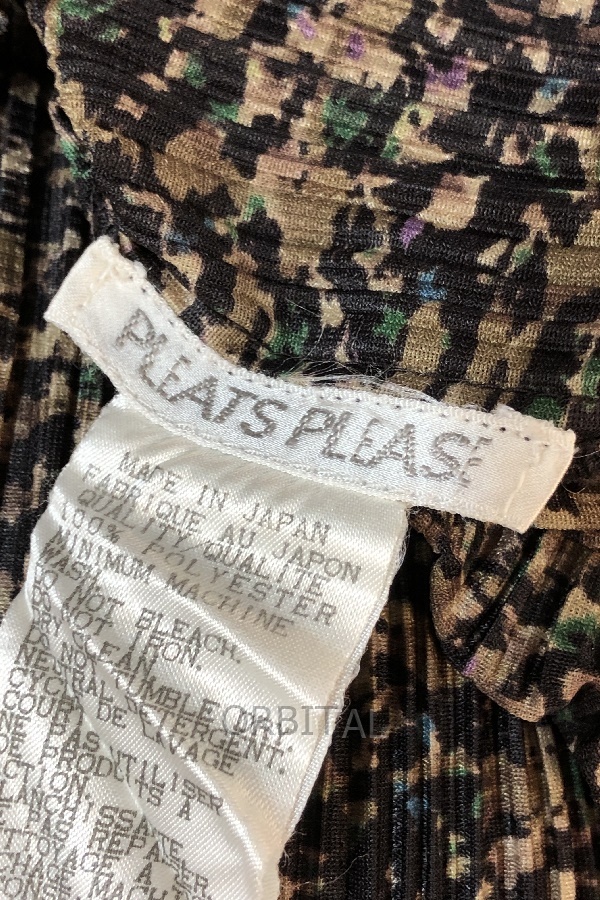 PLEATS PLEASE
MADE IN JAPAN
FABRIQUE AU JAPON
QUALITY/QUALITE
100% POLYESTER
MINIMUM MACHINE
WASH.
DO NOT BLEACH.
DO NOT IRON.
DRY CLEAN.
DO NOT TUMBLE DRY
NEUTRAL DETERGENT.
CYCLE DE LAVAGE
COURT.
NE PAS UTILISER
DE PRODUITS A
PAS REPASSER.
ORBITAL